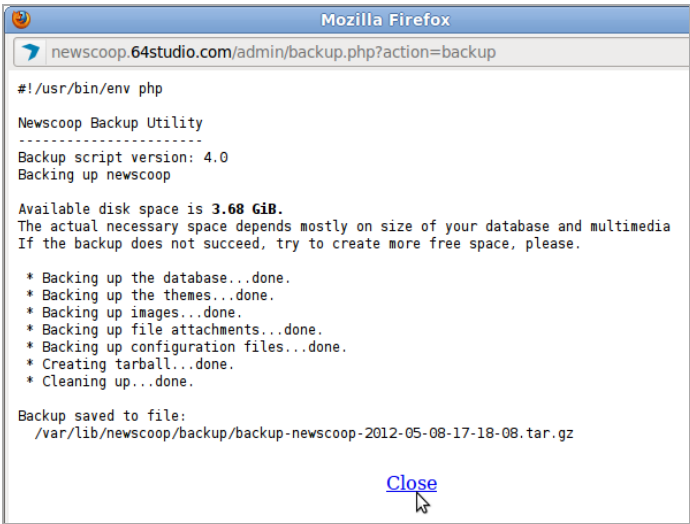 Mozilla Firefox
newscoop.64studio.com/admin/backup.php?action=backup
#!/usr/bin/env php
Newscoop Backup Utility
-----------------------
Backup script version: 4.0
Backing up newscoop
Available disk space is 3.68 GiB.
The actual necessary space depends mostly on size of your database and multimedia
If the backup does not succeed, try to create more free space, please.
* Backing up the database...done.
* Backing up the themes...done.
* Backing up images...done.
* Backing up file attachments...done.
* Backing up configuration files...done.
* Creating tarball...done.
* Cleaning up...done.
Backup saved to file:
/var/lib/newscoop/backup/backup-newscoop-2012-05-08-17-18-08.tar.gz
Close